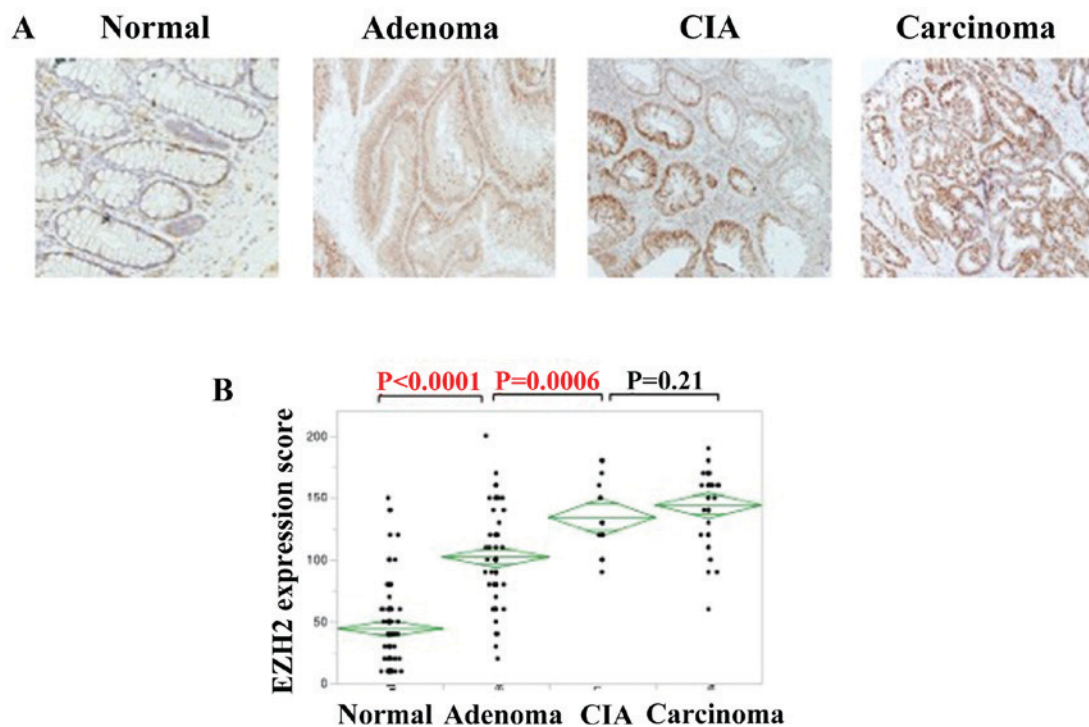 A Normal Adenoma CIA Carcinoma
B P<0.0001 P=0.0006 P=0.21
EZH2 expression score
200
150
100
50
0
Normal Adenoma CIA Carcinoma